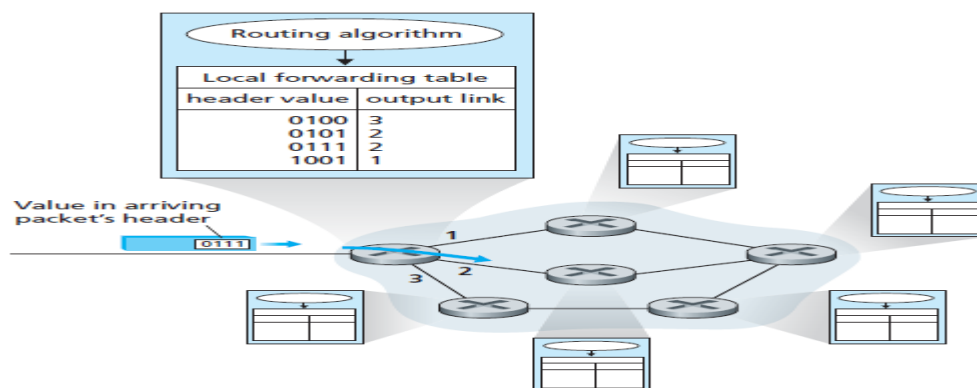 Routing algorithm
Local forwarding table
header value output link
0100 3
0101 2
0111 2
1001 1
Value in arriving
packet's header
0111
1
2
3